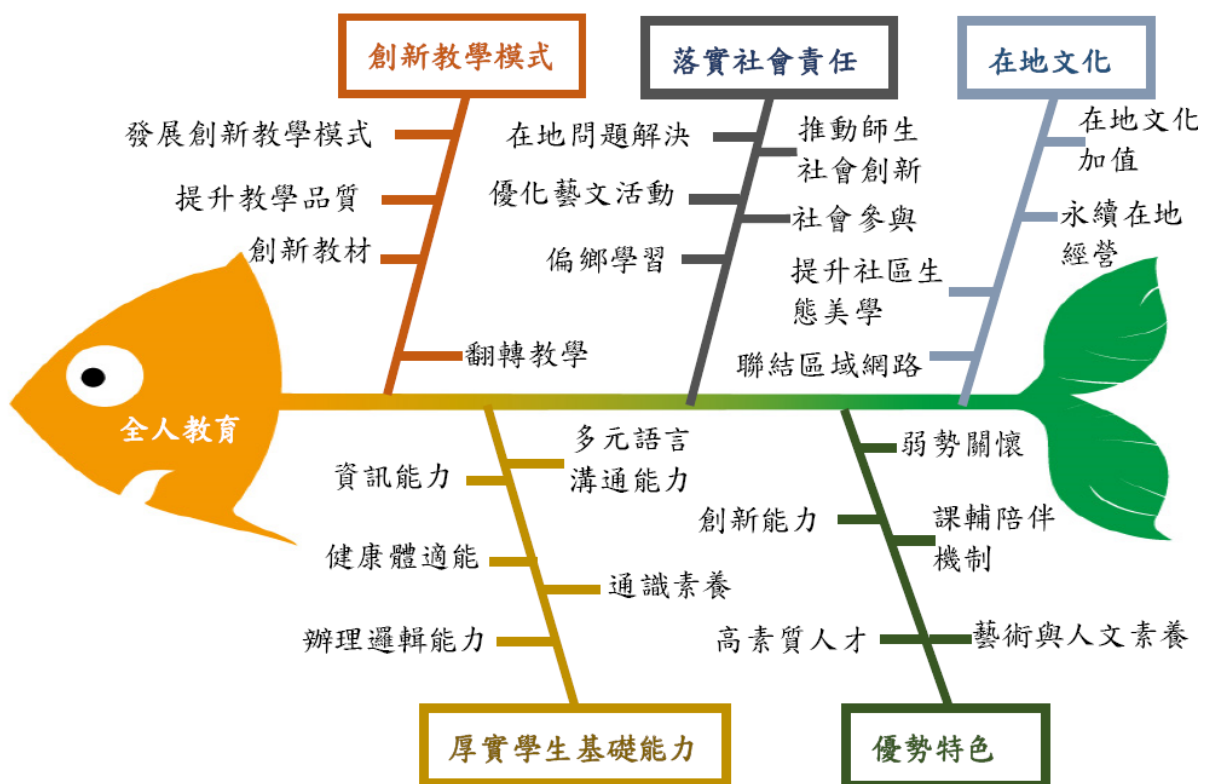 創新教學模式
落實社會責任
在地文化
發展創新教學模式
提升教學品質
創新教材
翻轉教學
在地問題解決
優化藝文活動
偏鄉學習
推動師生
社會創新
社會參與
在地文化
加值
永續在地
經營
提升社區生
態美學
聯結區域網路
全人教育
資訊能力
健康體適能
辦理邏輯能力
多元語言
溝通能力
通識素養
創新能力
高素質人才
弱勢關懷
課輔陪伴
機制
藝術與人文素養
厚實學生基礎能力
優勢特色